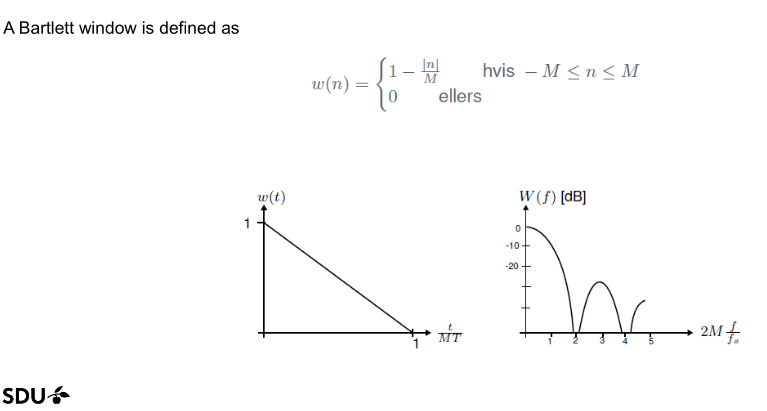 A Bartlett window is defined as
w(n) = { 1 − |n|/M hvis − M ≤ n ≤ M
0 ellers
w(t)
1
t/MT
1
W(f) [dB]
0
-10
-20
1 2 3 4 5
2M f/fs
SDU